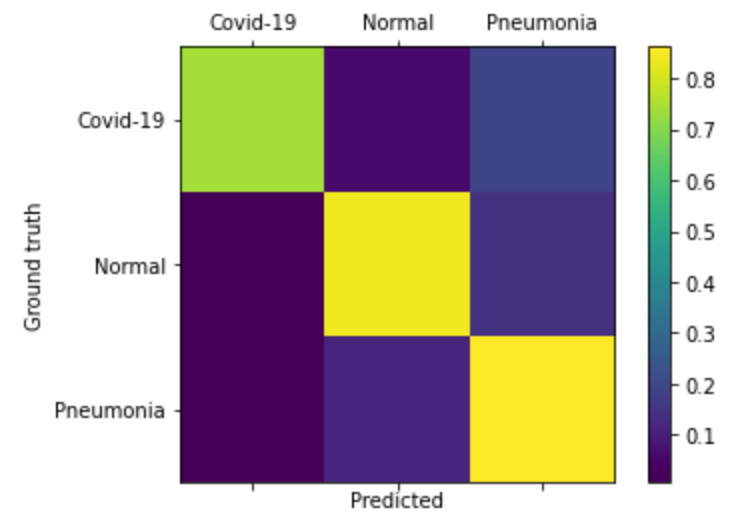 Covid-19 Normal Pneumonia
Covid-19
Normal
Pneumonia
Ground truth
Predicted
0.8
0.7
0.6
0.5
0.4
0.3
0.2
0.1